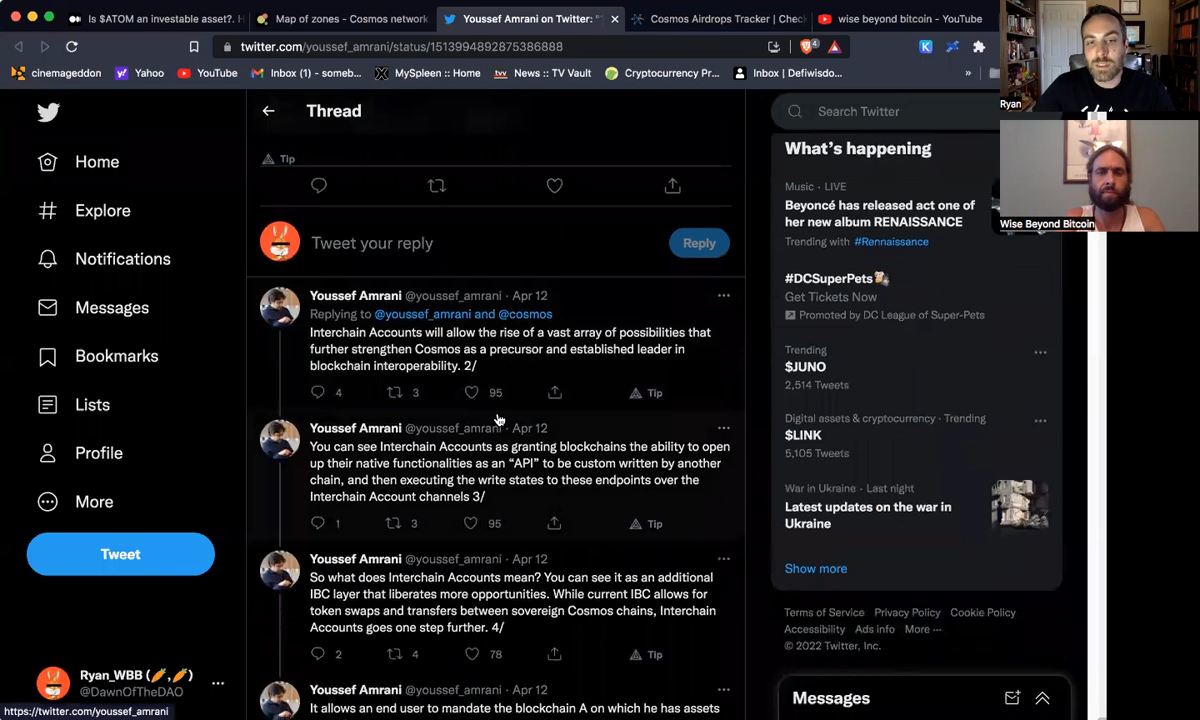 Is $ATOM an investable asset?. H
Map of zones - Cosmos network
Youssef Amrani on Twitter: "
Cosmos Airdrops Tracker | Chec
wise beyond bitcoin - YouTube
twitter.com/youssef_amrani/status/1513994892875386888
cinemageddon
Yahoo
YouTube
Inbox (1) - someb...
MySpleen :: Home
News :: TV Vault
Cryptocurrency Pr...
Inbox | Defiwisdo...
Home
Explore
Notifications
Messages
Bookmarks
Lists
Profile
More
Tweet
Ryan_WBB (🥕,🥕)
@DawnOfTheDAO
https://twitter.com/youssef_amrani
Thread
Tip
Tweet your reply
Reply
Youssef Amrani @youssef_amrani · Apr 12
Replying to @youssef_amrani and @cosmos
Interchain Accounts will allow the rise of a vast array of possibilities that
further strengthen Cosmos as a precursor and established leader in
blockchain interoperability. 2/
4 3 95 Tip
Youssef Amrani @youssef_amrani · Apr 12
You can see Interchain Accounts as granting blockchains the ability to open
up their native functionalities as an “API” to be custom written by another
chain, and then executing the write states to these endpoints over the
Interchain Account channels 3/
1 3 95 Tip
Youssef Amrani @youssef_amrani · Apr 12
So what does Interchain Accounts mean? You can see it as an additional
IBC layer that liberates more opportunities. While current IBC allows for
token swaps and transfers between sovereign Cosmos chains, Interchain
Accounts goes one step further. 4/
2 4 78 Tip
Youssef Amrani @youssef_amrani · Apr 12
It allows an end user to mandate the blockchain A on which he has assets
Search Twitter
What's happening
Music · LIVE
Beyoncé has released act one of
her new album RENAISSANCE
Trending with #Rennaissance
#DCSuperPets
Get Tickets Now
Promoted by DC League of Super-Pets
Trending
$JUNO
2,514 Tweets
Digital assets & cryptocurrency · Trending
$LINK
5,105 Tweets
War in Ukraine · Last night
Latest updates on the war in
Ukraine
Show more
Terms of Service Privacy Policy Cookie Policy
Accessibility Ads info More ···
© 2022 Twitter, Inc.
Messages
Ryan
Wise Beyond Bitcoin